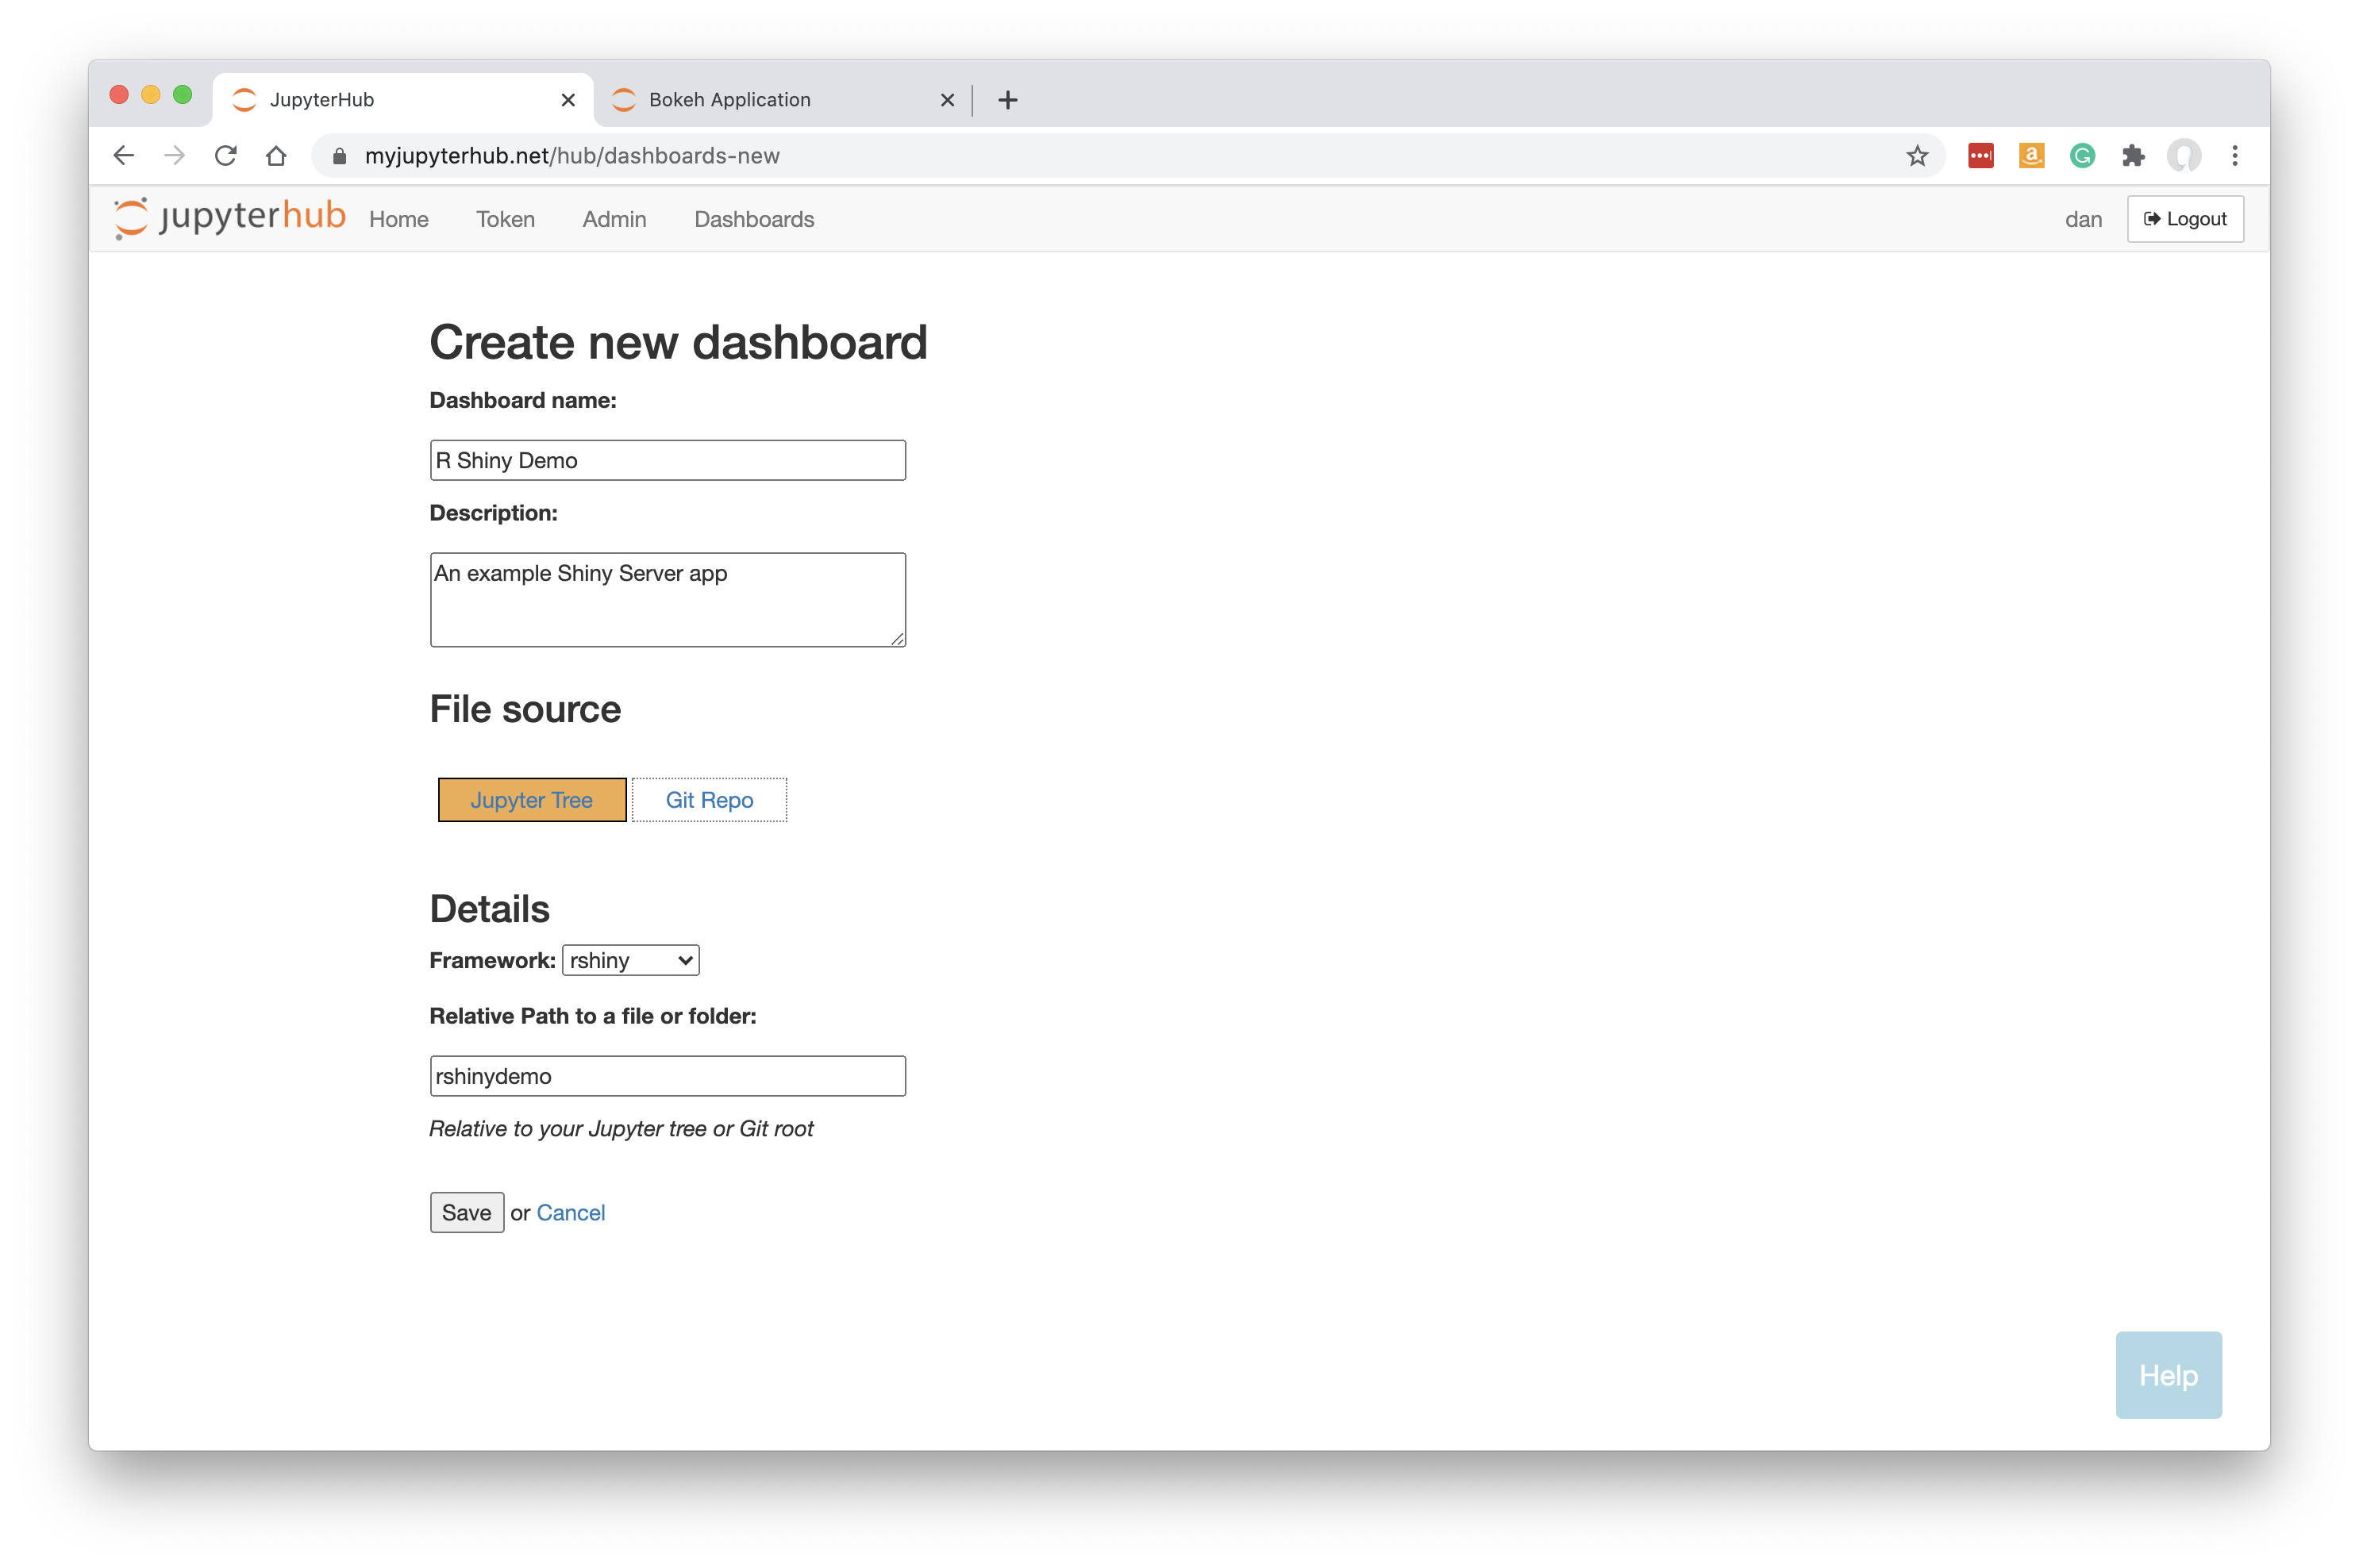 JupyterHub
Bokeh Application
myjupyterhub.net/hub/dashboards-new
jupyterhub Home Token Admin Dashboards dan Logout
Create new dashboard
Dashboard name:
R Shiny Demo
Description:
An example Shiny Server app
File source
Jupyter Tree Git Repo
Details
Framework: rshiny
Relative Path to a file or folder:
rshinydemo
Relative to your Jupyter tree or Git root
Save or Cancel
Help